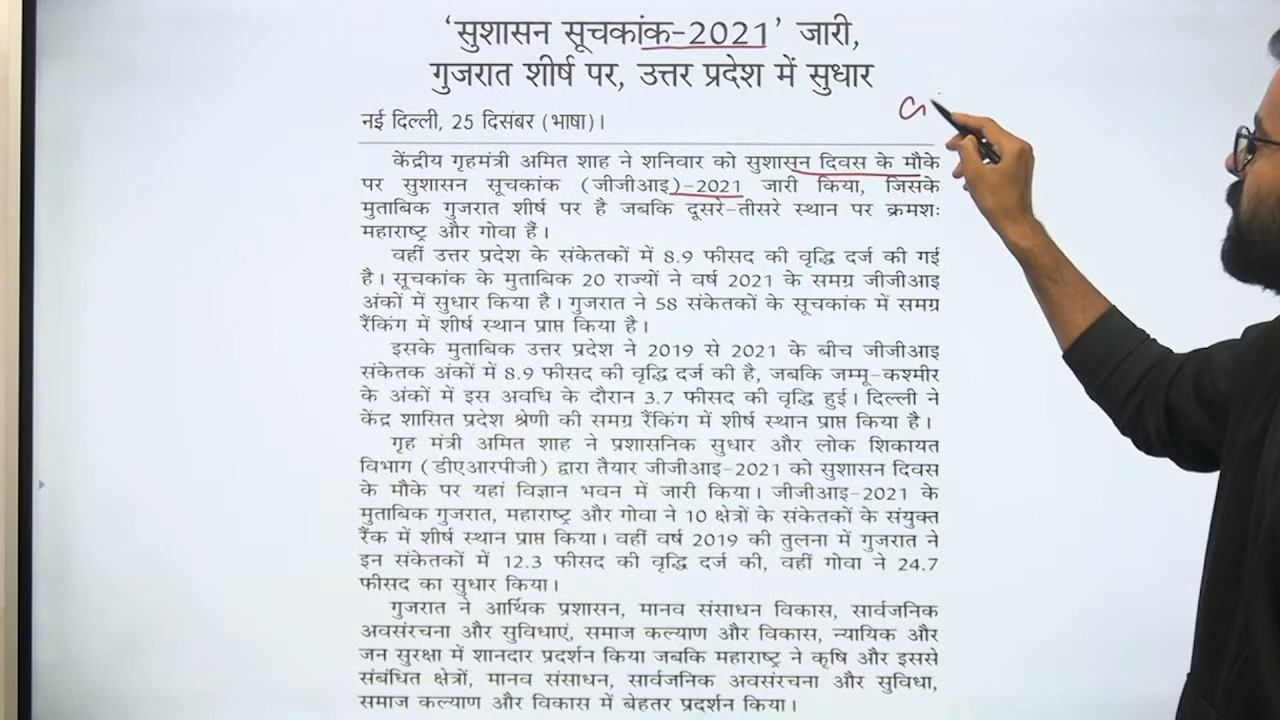 ‘सुशासन सूचकांक-2021’ जारी,
गुजरात शीर्ष पर, उत्तर प्रदेश में सुधार
नई दिल्ली, 25 दिसंबर (भाषा)।
केंद्रीय गृहमंत्री अमित शाह ने शनिवार को सुशासन दिवस के मौके
पर सुशासन सूचकांक (जीजीआइ)-2021 जारी किया, जिसके
मुताबिक गुजरात शीर्ष पर है जबकि दूसरे-तीसरे स्थान पर क्रमशः
महाराष्ट्र और गोवा हैं।
वहीं उत्तर प्रदेश के संकेतकों में 8.9 फीसद की वृद्धि दर्ज की गई
है। सूचकांक के मुताबिक 20 राज्यों ने वर्ष 2021 के समग्र जीजीआइ
अंकों में सुधार किया है। गुजरात ने 58 संकेतकों के सूचकांक में समग्र
रैंकिंग में शीर्ष स्थान प्राप्त किया है।
इसके मुताबिक उत्तर प्रदेश ने 2019 से 2021 के बीच जीजीआइ
संकेतक अंकों में 8.9 फीसद की वृद्धि दर्ज की है, जबकि जम्मू-कश्मीर
के अंकों में इस अवधि के दौरान 3.7 फीसद की वृद्धि हुई। दिल्ली ने
केंद्र शासित प्रदेश श्रेणी की समग्र रैंकिंग में शीर्ष स्थान प्राप्त किया है।
गृह मंत्री अमित शाह ने प्रशासनिक सुधार और लोक शिकायत
विभाग (डीएआरपीजी) द्वारा तैयार जीजीआइ-2021 को सुशासन दिवस
के मौके पर यहां विज्ञान भवन में जारी किया। जीजीआइ-2021 के
मुताबिक गुजरात, महाराष्ट्र और गोवा ने 10 क्षेत्रों के संकेतकों के संयुक्त
रैंक में शीर्ष स्थान प्राप्त किया। वहीं वर्ष 2019 की तुलना में गुजरात ने
इन संकेतकों में 12.3 फीसद की वृद्धि दर्ज की, वहीं गोवा ने 24.7
फीसद का सुधार किया।
गुजरात ने आर्थिक प्रशासन, मानव संसाधन विकास, सार्वजनिक
अवसंरचना और सुविधाएं, समाज कल्याण और विकास, न्यायिक और
जन सुरक्षा में शानदार प्रदर्शन किया जबकि महाराष्ट्र ने कृषि और इससे
संबंधित क्षेत्रों, मानव संसाधन, सार्वजनिक अवसंरचना और सुविधा,
समाज कल्याण और विकास में बेहतर प्रदर्शन किया।